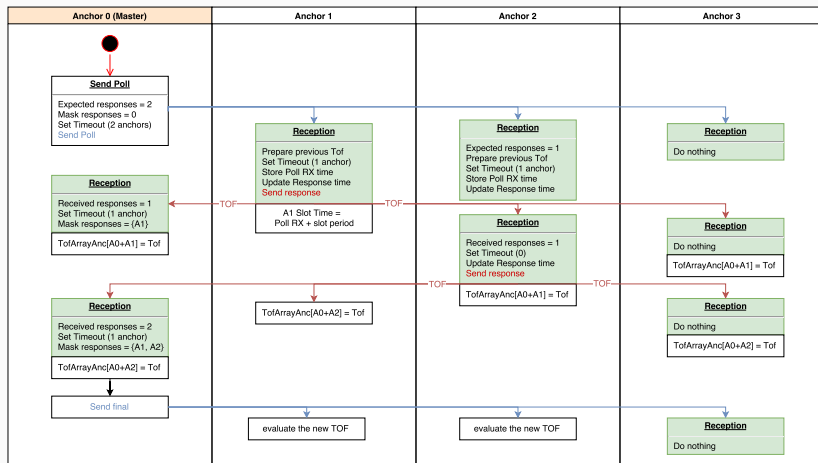 Anchor 0 (Master)
Anchor 1
Anchor 2
Anchor 3
Send Poll
Expected responses = 2
Mask responses = 0
Set Timeout (2 anchors)
Send Poll
Reception
Prepare previous Tof
Set Timeout (1 anchor)
Store Poll RX time
Update Response time
Send response
A1 Slot Time =
Poll RX + slot period
Reception
Expected responses = 1
Prepare previous Tof
Set Timeout (1 anchor)
Store Poll RX time
Update Response time
Reception
Do nothing
Reception
Received responses = 1
Set Timeout (1 anchor)
Mask responses = {A1}
TofArrayAnc[A0+A1] = Tof
TOF
TOF
Reception
Received responses = 1
Set Timeout (0)
Update Response time
Send response
TofArrayAnc[A0+A1] = Tof
Reception
Do nothing
TofArrayAnc[A0+A1] = Tof
Reception
Received responses = 2
Set Timeout (1 anchor)
Mask responses = {A1, A2}
TofArrayAnc[A0+A2] = Tof
TofArrayAnc[A0+A2] = Tof
TOF
TOF
Reception
Do nothing
TofArrayAnc[A0+A2] = Tof
Send final
evaluate the new TOF
evaluate the new TOF
Reception
Do nothing